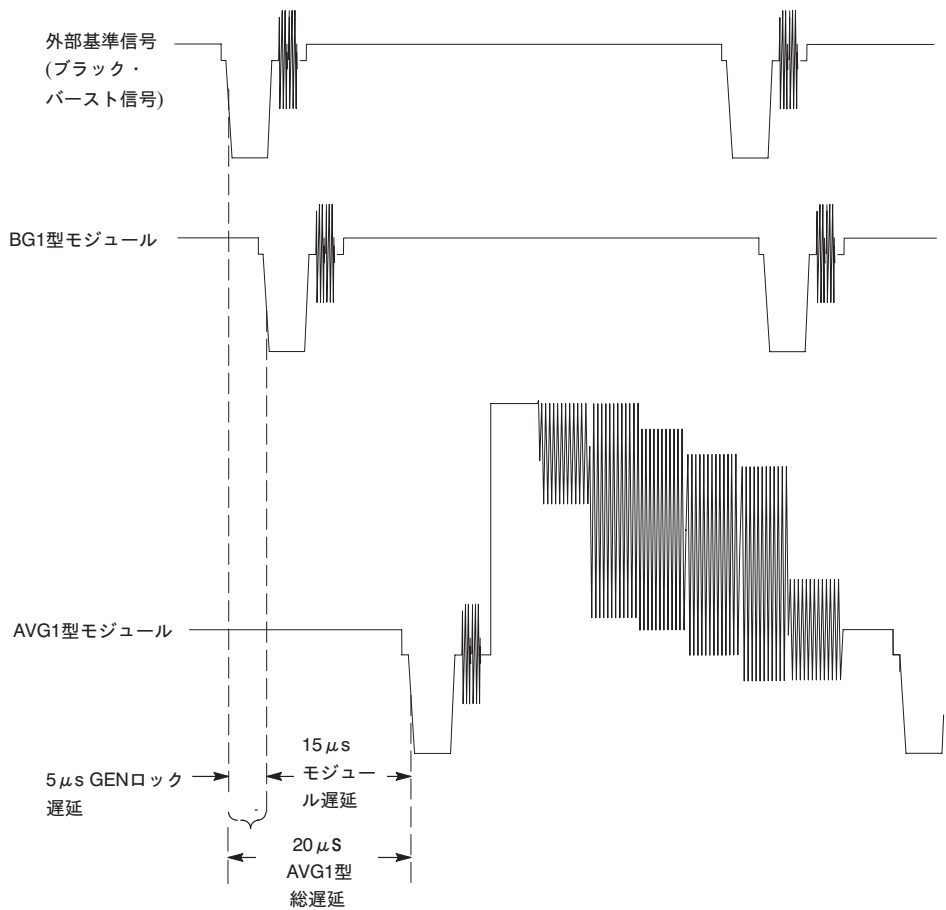 外部基準信号
(ブラック・
バースト信号)
BG1型モジュール
AVG1型モジュール
5μs GENロック
遅延
15μs
モジュー
ル遅延
20μs
AVG1型
総遅延